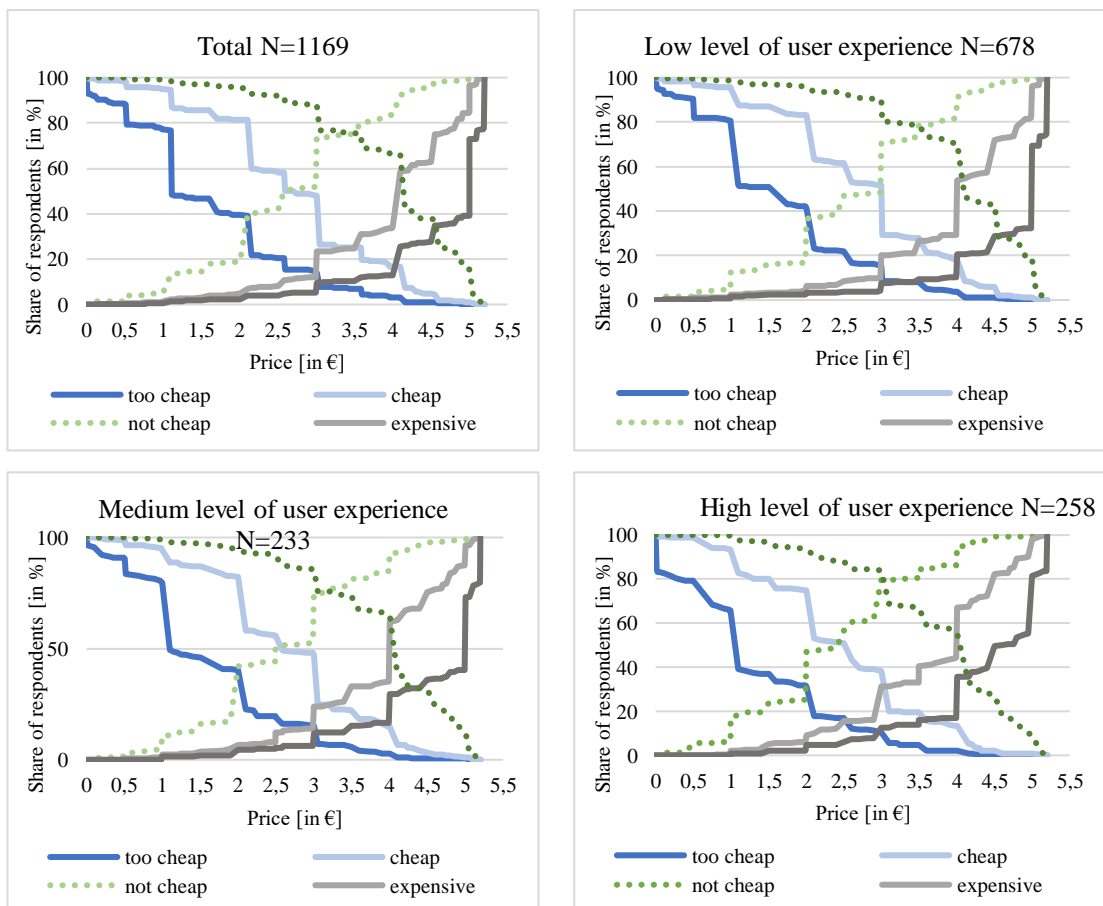 Total N=1169
Share of respondents [in %]
100
80
60
40
20
0
0 0,5 1 1,5 2 2,5 3 3,5 4 4,5 5 5,5
Price [in €]
too cheap cheap
not cheap expensive
Low level of user experience N=678
Share of respondents [in %]
100
80
60
40
20
0
0 0,5 1 1,5 2 2,5 3 3,5 4 4,5 5 5,5
Price [in €]
too cheap cheap
not cheap expensive
Medium level of user experience
N=233
Share of respondents [in %]
100
50
0
0 0,5 1 1,5 2 2,5 3 3,5 4 4,5 5 5,5
Price [in €]
too cheap cheap
not cheap expensive
High level of user experience N=258
Share of respondents [in %]
100
80
60
40
20
0
0 0,5 1 1,5 2 2,5 3 3,5 4 4,5 5 5,5
Price [in €]
too cheap cheap
not cheap expensive